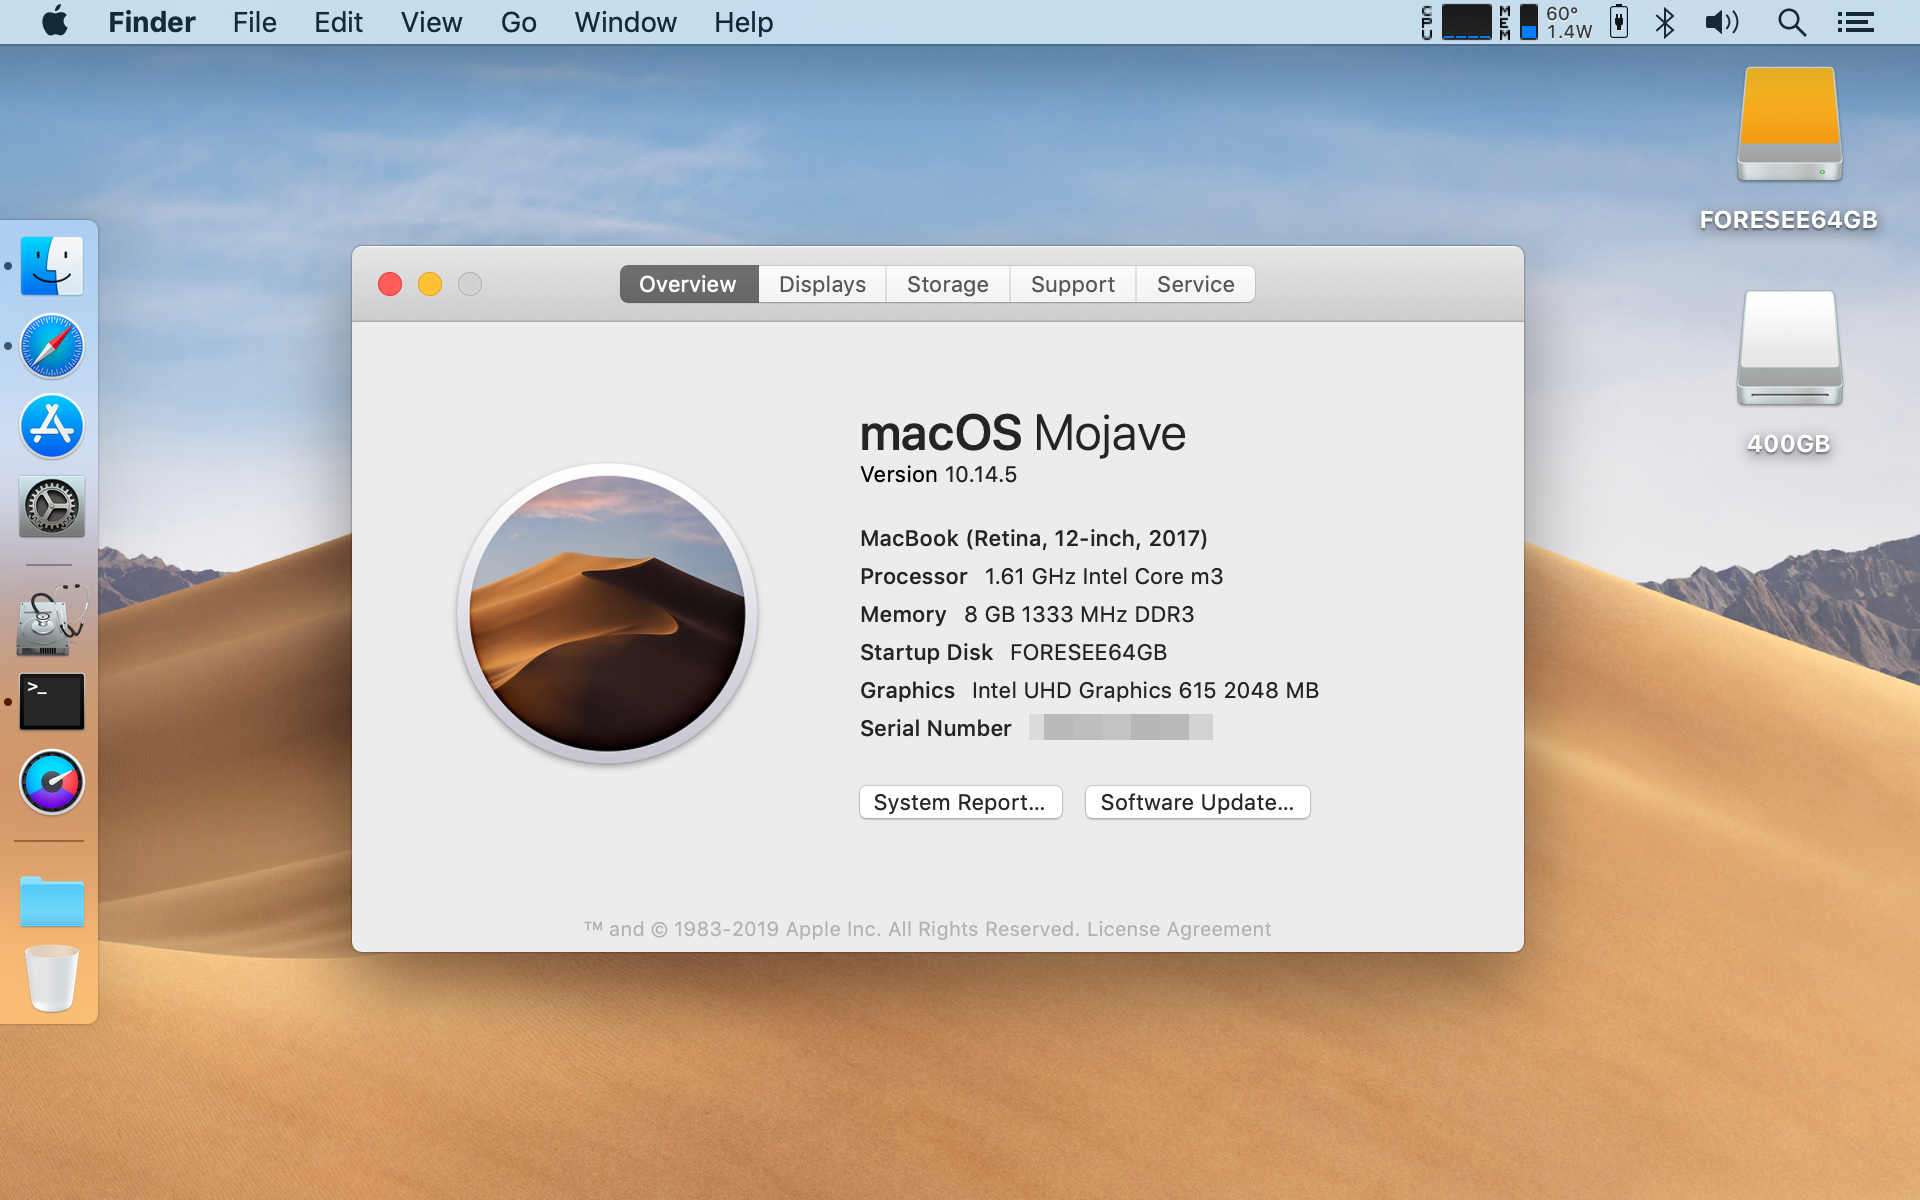 Finder File Edit View Go Window Help
CPU MEM 60°
1.4W
FORESEE64GB
400GB
Overview Displays Storage Support Service
macOS Mojave
Version 10.14.5
MacBook (Retina, 12-inch, 2017)
Processor 1.61 GHz Intel Core m3
Memory 8 GB 1333 MHz DDR3
Startup Disk FORESEE64GB
Graphics Intel UHD Graphics 615 2048 MB
Serial Number
System Report... Software Update...
™ and © 1983-2019 Apple Inc. All Rights Reserved. License Agreement
>_